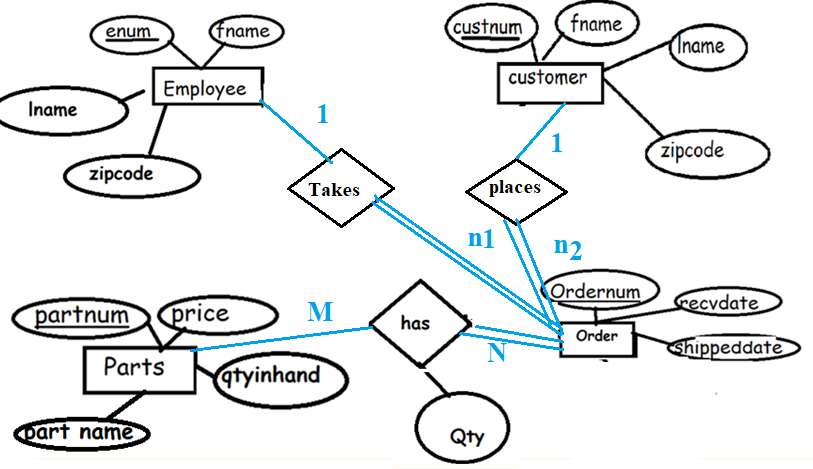 enum
fname
Employee
lname
zipcode
custnum
fname
lname
customer
zipcode
1
1
Takes
places
n1
n2
partnum
price
Parts
qtyinhand
part name
M
has
N
Qty
Ordernum
recvdate
Order
shippeddate